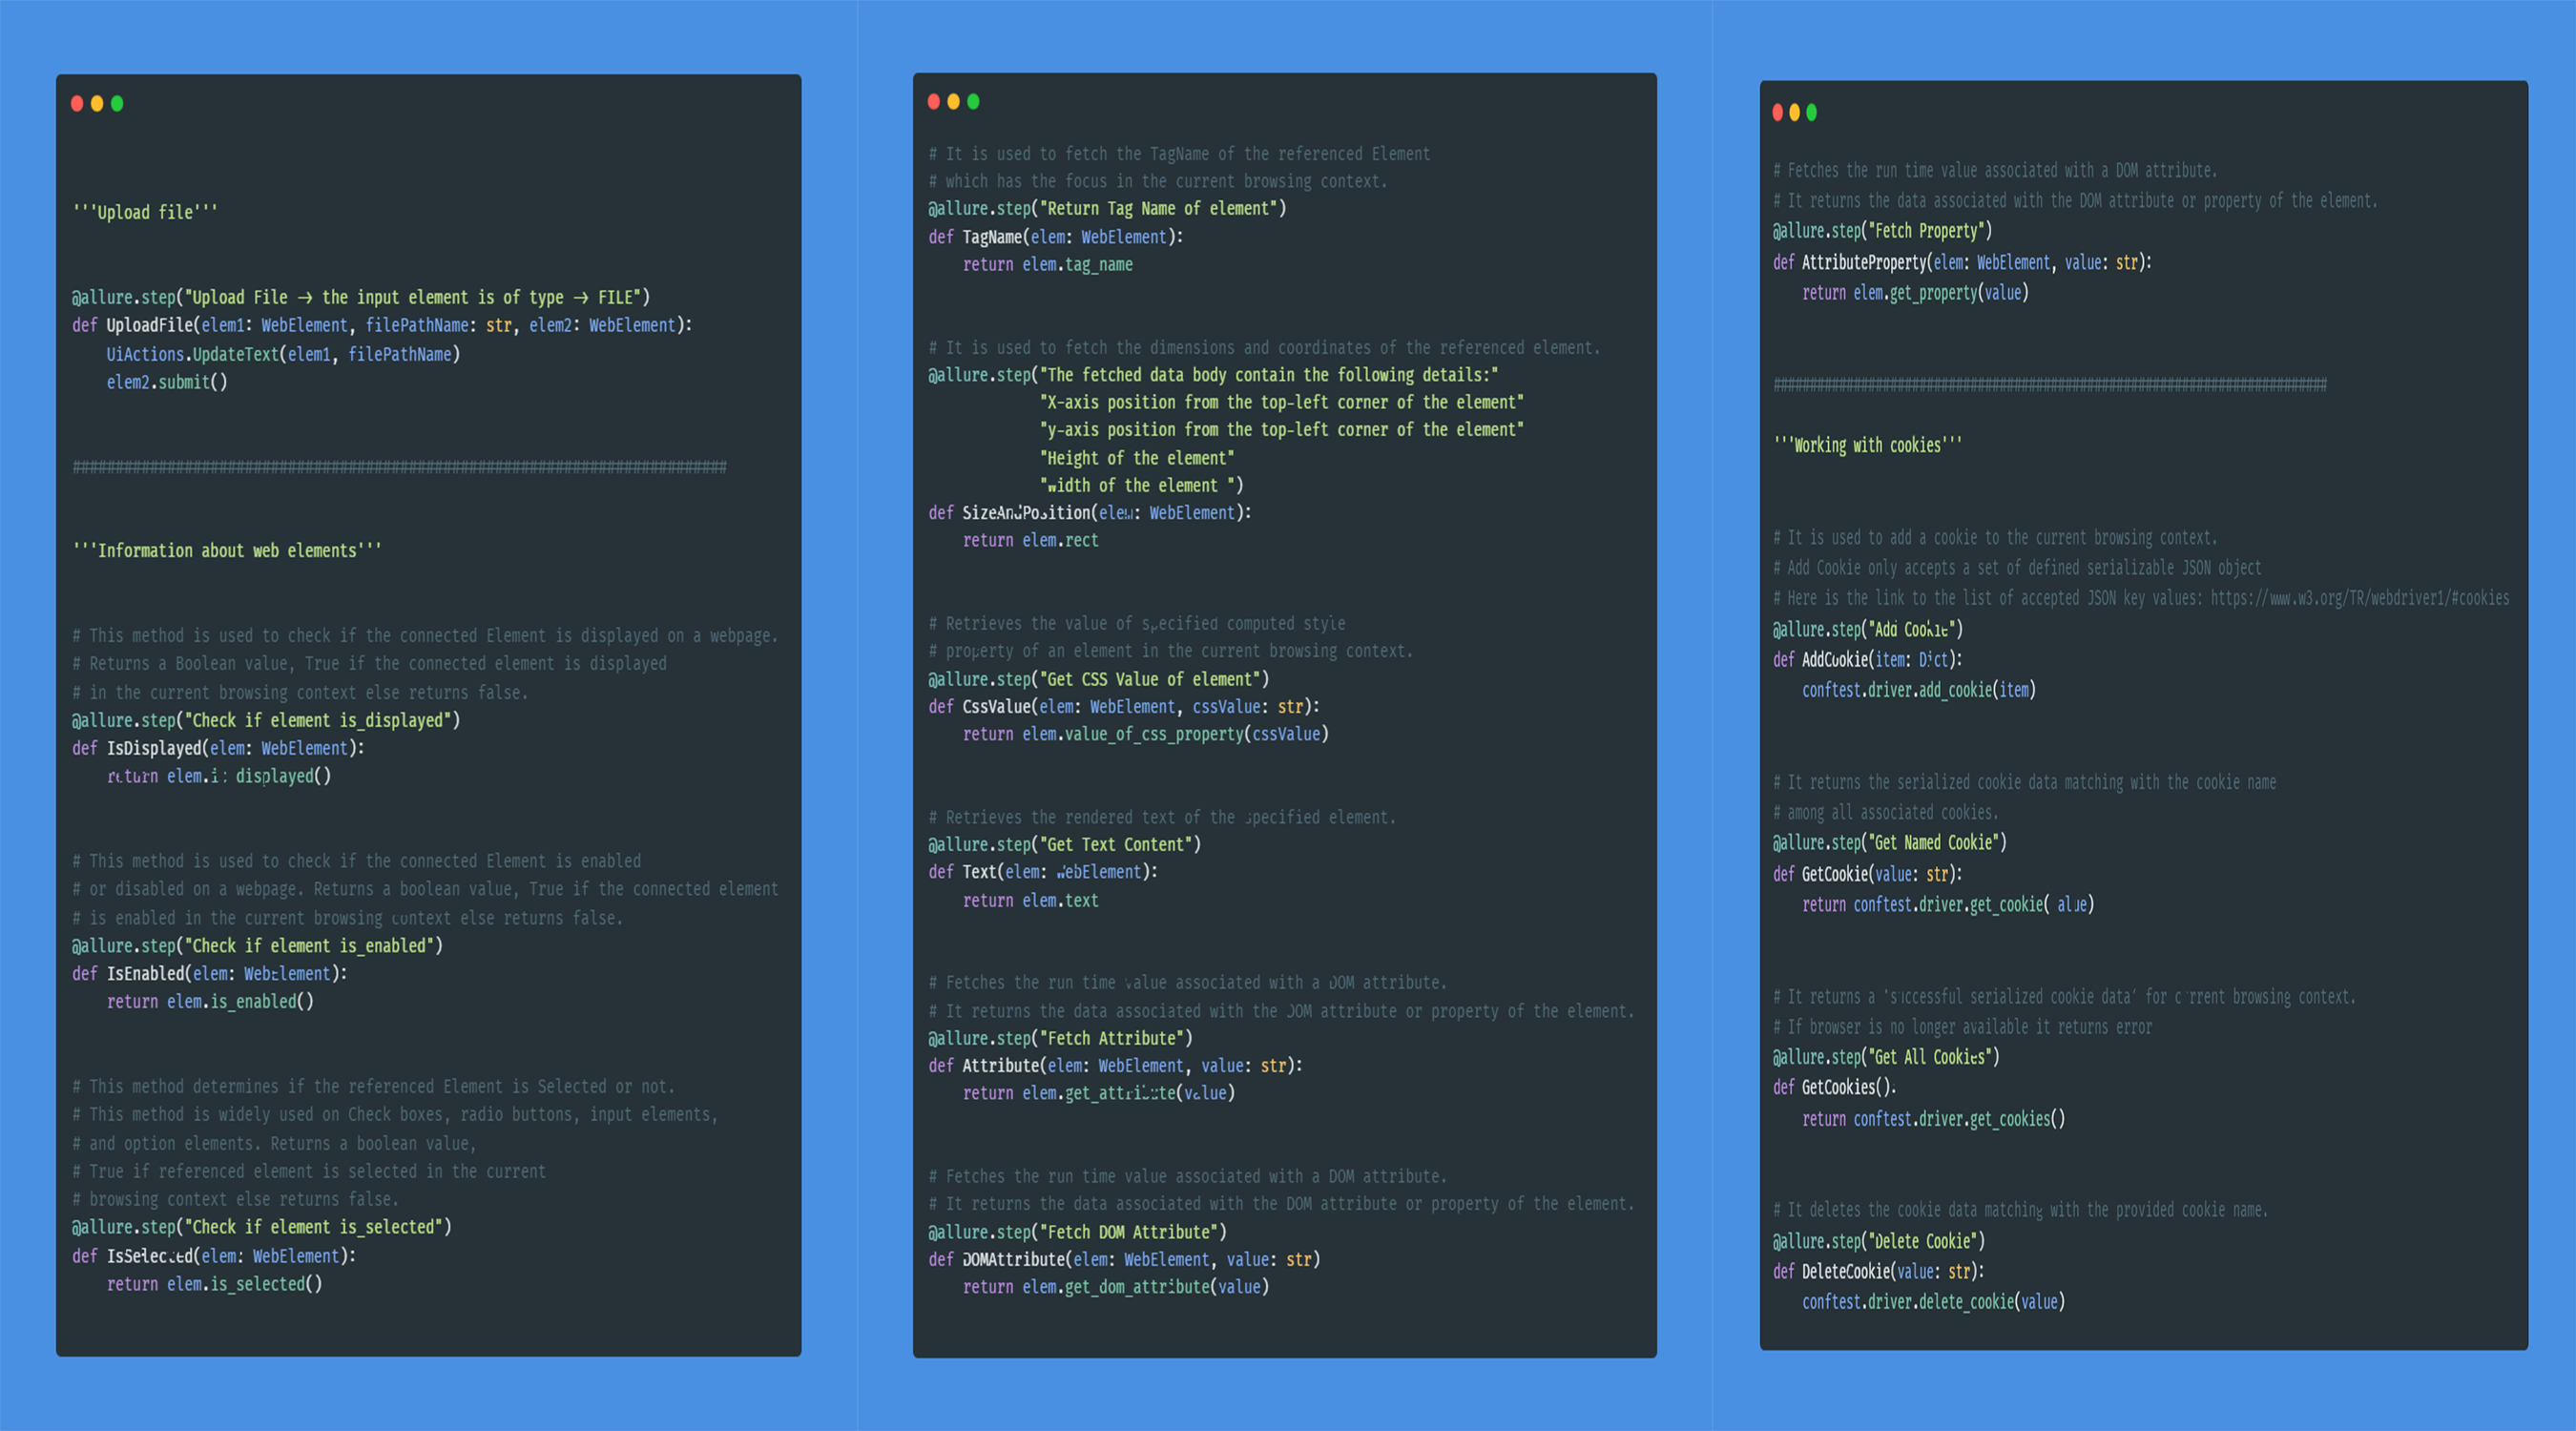 '''Upload file'''
@allure.step("Upload File → the input element is of type → FILE")
def UploadFile(elem1: WebElement, filePathName: str, elem2: WebElement):
    UiActions.UpdateText(elem1, filePathName)
    elem2.submit()
############################################################################
'''Information about web elements'''
# This method is used to check if the connected Element is displayed on a webpage.
# Returns a Boolean value, True if the connected element is displayed
# in the current browsing context else returns false.
@allure.step("Check if element is_displayed")
def IsDisplayed(elem: WebElement):
    return elem.is displayed()
# This method is used to check if the connected Element is enabled
# or disabled on a webpage. Returns a boolean value, True if the connected element
# is enabled in the current browsing context else returns false.
@allure.step("Check if element is_enabled")
def IsEnabled(elem: WebElement):
    return elem.is_enabled()
# This method determines if the referenced Element is Selected or not.
# This method is widely used on Check boxes, radio buttons, input elements,
# and option elements. Returns a boolean value,
# True if referenced element is selected in the current
# browsing context else returns false.
@allure.step("Check if element is_selected")
def IsSelected(elem: WebElement):
    return elem.is_selected()
# It is used to fetch the TagName of the referenced Element
# which has the focus in the current browsing context.
@allure.step("Return Tag Name of element")
def TagName(elem: WebElement):
    return elem.tag_name
# It is used to fetch the dimensions and coordinates of the referenced element.
@allure.step("The fetched data body contain the following details:"
             "X-axis position from the top-left corner of the element"
             "y-axis position from the top-left corner of the element"
             "Height of the element"
             "width of the element ")
def SizeAndPosition(elem: WebElement):
    return elem.rect
# Retrieves the value of specified computed style
# property of an element in the current browsing context.
@allure.step("Get CSS Value of element")
def CssValue(elem: WebElement, cssValue: str):
    return elem.value_of_css_property(cssValue)
# Retrieves the rendered text of the specified element.
@allure.step("Get Text Content")
def Text(elem: WebElement):
    return elem.text
# Fetches the run time value associated with a DOM attribute.
# It returns the data associated with the DOM attribute or property of the element.
@allure.step("Fetch Attribute")
def Attribute(elem: WebElement, value: str):
    return elem.get_attribute(value)
# Fetches the run time value associated with a DOM attribute.
# It returns the data associated with the DOM attribute or property of the element.
@allure.step("Fetch DOM Attribute")
def DOMAttribute(elem: WebElement, value: str)
    return elem.get_dom_attribute(value)
# Fetches the run time value associated with a DOM attribute.
# It returns the data associated with the DOM attribute or property of the element.
@allure.step("Fetch Property")
def AttributeProperty(elem: WebElement, value: str):
    return elem.get_property(value)
############################################################################
'''Working with cookies'''
# It is used to add a cookie to the current browsing context.
# Add Cookie only accepts a set of defined serializable JSON object
# Here is the link to the list of accepted JSON key values: https://www.w3.org/TR/webdriver1/#cookies
@allure.step("Add Cookie")
def AddCookie(item: Dict):
    conftest.driver.add_cookie(item)
# It returns the serialized cookie data matching with the cookie name
# among all associated cookies.
@allure.step("Get Named Cookie")
def GetCookie(value: str):
    return conftest.driver.get_cookie( alue)
# It returns a 'successful serialized cookie data' for c rrent browsing context.
# If browser is no longer available it returns error
@allure.step("Get All Cookies")
def GetCookies().
    return conftest.driver.get_cookies()
# It deletes the cookie data matching with the provided cookie name.
@allure.step("Delete Cookie")
def DeleteCookie(value: str):
    conftest.driver.delete_cookie(value)